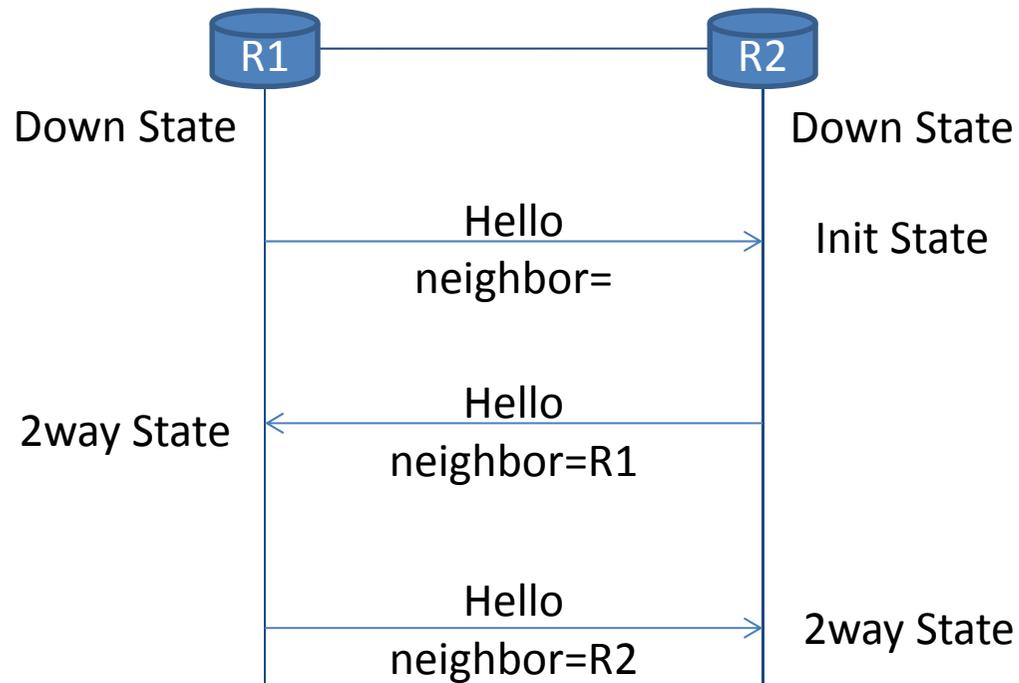 R1
R2
Down State
Down State
Hello
Init State
neighbor=
Hello
2way State
neighbor=R1
Hello
2way State
neighbor=R2